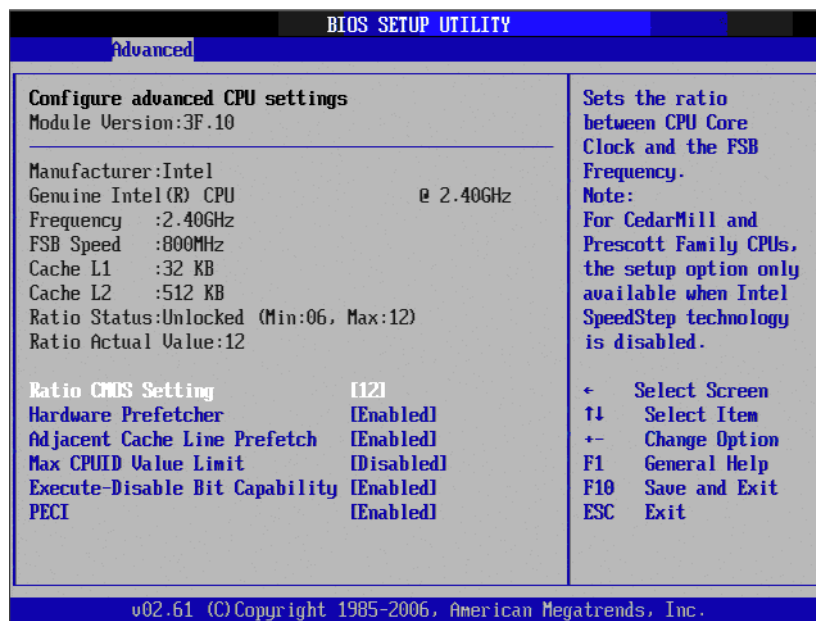 BIOS SETUP UTILITY
Advanced
Configure advanced CPU settings
Module Version:3F.10
Manufacturer:Intel
Genuine Intel(R) CPU @ 2.40GHz
Frequency :2.40GHz
FSB Speed :800MHz
Cache L1 :32 KB
Cache L2 :512 KB
Ratio Status:Unlocked (Min:06, Max:12)
Ratio Actual Value:12
Ratio CMOS Setting [12]
Hardware Prefetcher [Enabled]
Adjacent Cache Line Prefetch [Enabled]
Max CPUID Value Limit [Disabled]
Execute-Disable Bit Capability [Enabled]
PECI [Enabled]
Sets the ratio
between CPU Core
Clock and the FSB
Frequency.
Note:
For CedarMill and
Prescott Family CPUs,
the setup option only
available when Intel
SpeedStep technology
is disabled.
← Select Screen
↑↓ Select Item
+- Change Option
F1 General Help
F10 Save and Exit
ESC Exit
v02.61 (C)Copyright 1985-2006, American Megatrends, Inc.